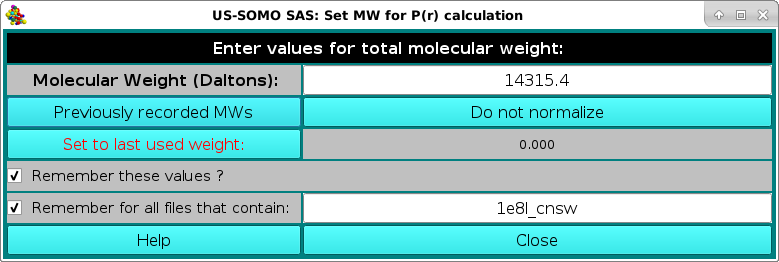 US-SOMO SAS: Set MW for P(r) calculation
Enter values for total molecular weight:
Molecular Weight (Daltons): 14315.4
Previously recorded MWs Do not normalize
Set to last used weight: 0.000
Remember these values ?
Remember for all files that contain: 1e8l_cnsw
Help Close